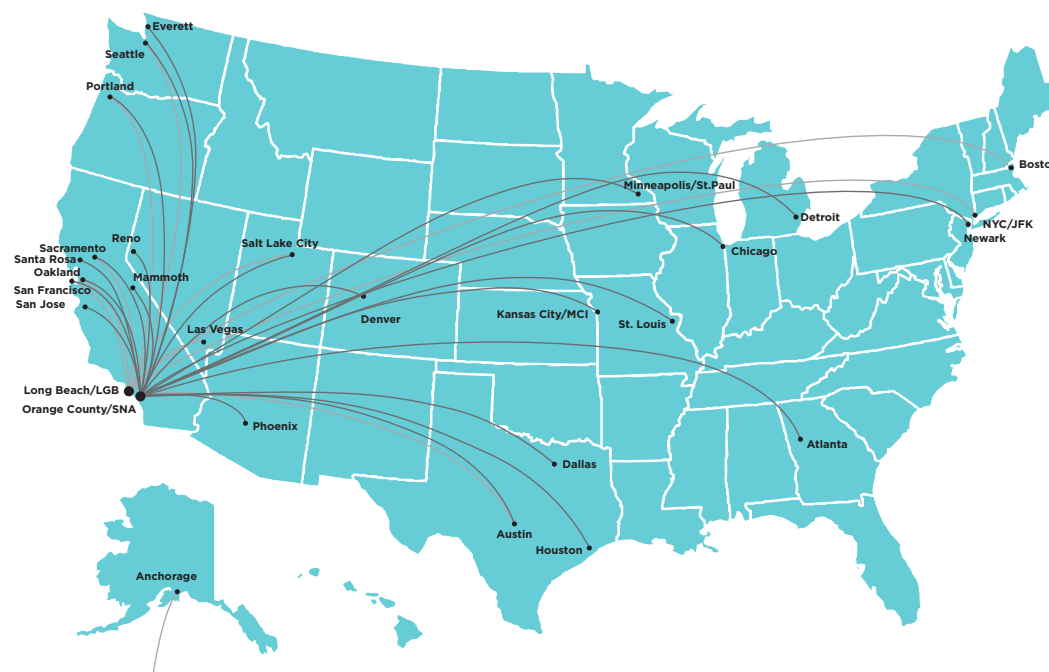 Everett
Seattle
Portland
Bosto
Minneapolis/St.Paul
Detroit
NYC/JFK
Newark
Reno
Salt Lake City
Sacramento
Santa Rosa
Chicago
Oakland
Mammoth
San Francisco
San Jose
Kansas City/MCI
Denver
St. Louis
Las Vegas
Long Beach/LGB
Orange County/SNA
Phoenix
Atlanta
Dallas
Austin
Houston
Anchorage